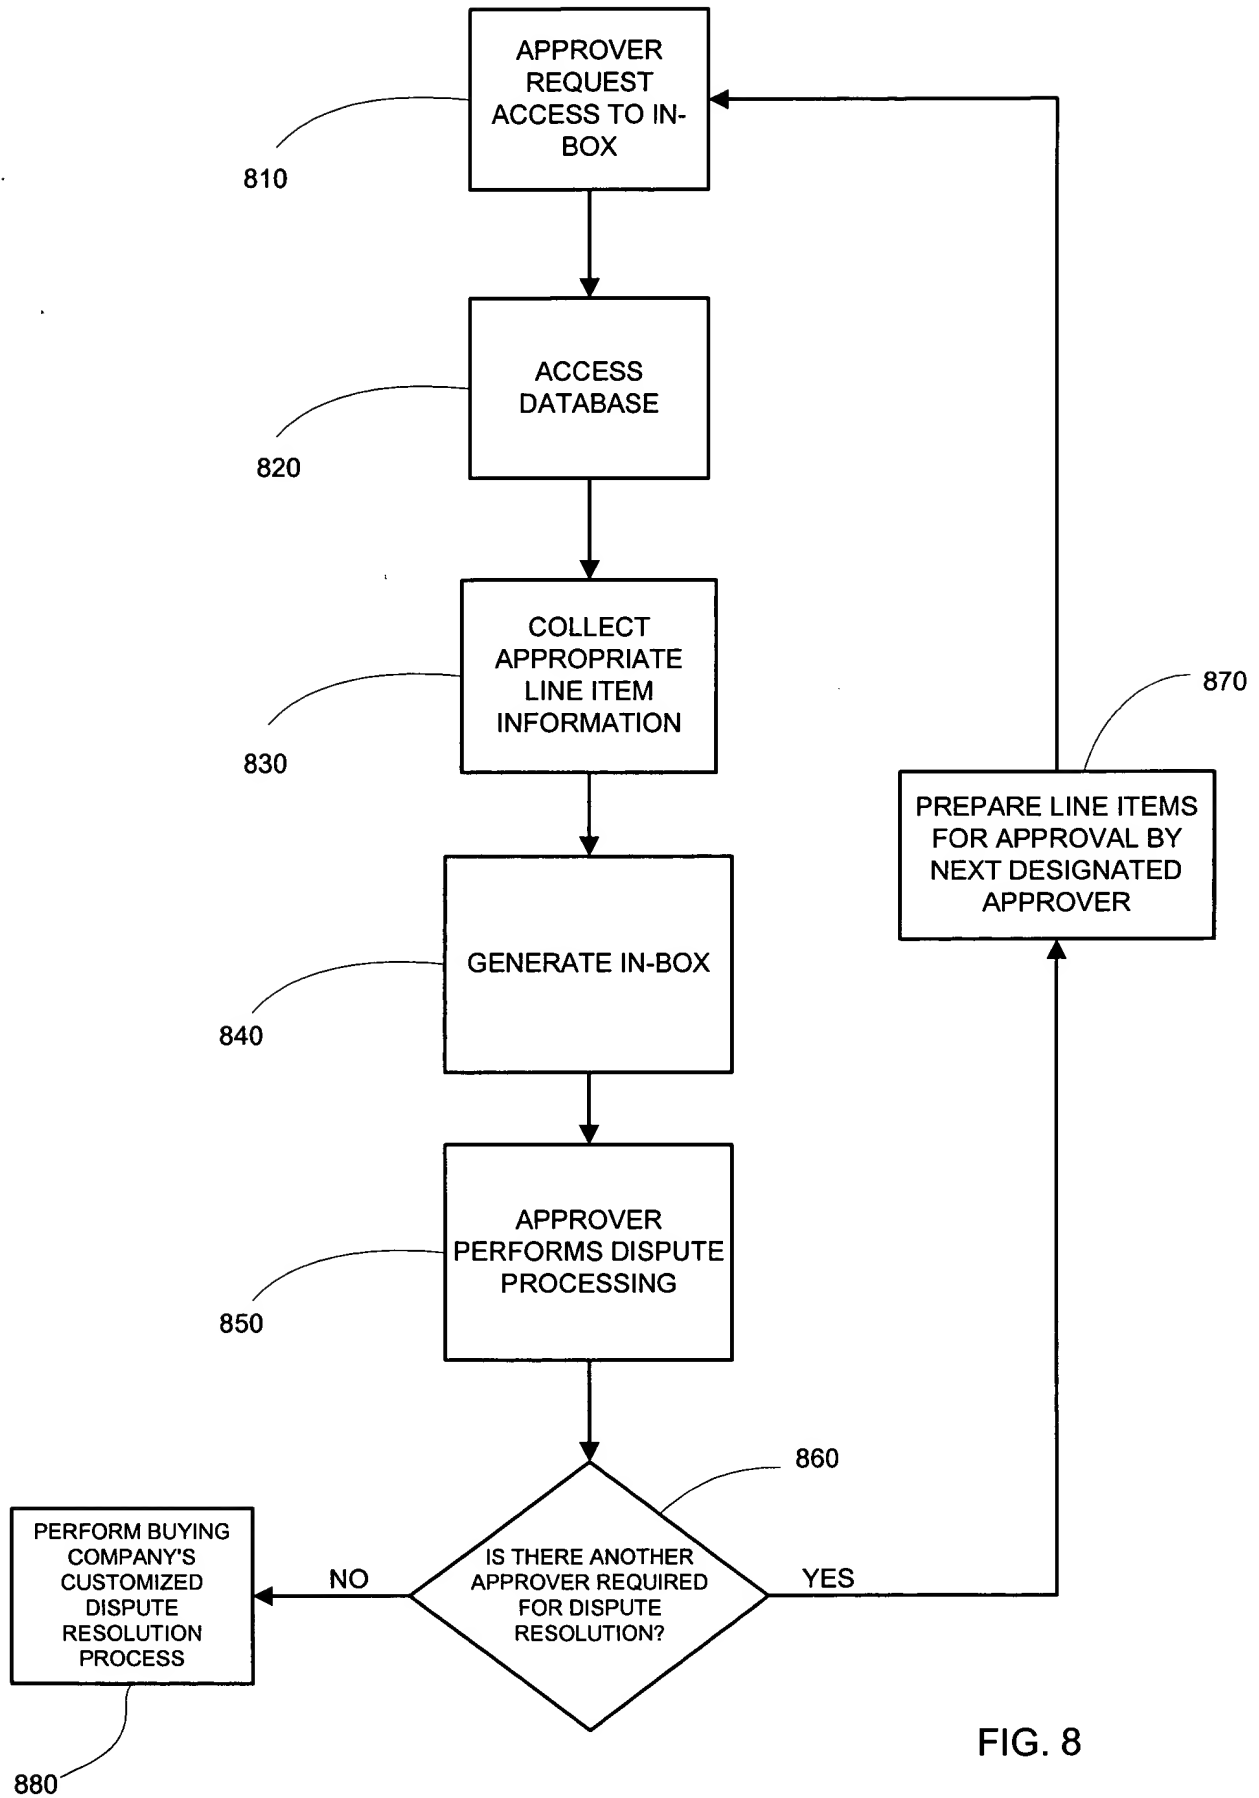 APPROVER
REQUEST
ACCESS TO IN-
BOX
810
ACCESS
DATABASE
820
COLLECT
APPROPRIATE
LINE ITEM
INFORMATION
830
870
PREPARE LINE ITEMS
FOR APPROVAL BY
NEXT DESIGNATED
APPROVER
GENERATE IN-BOX
840
APPROVER
PERFORMS DISPUTE
PROCESSING
850
860
IS THERE ANOTHER
APPROVER REQUIRED
FOR DISPUTE
RESOLUTION?
NO
YES
PERFORM BUYING
COMPANY'S
CUSTOMIZED
DISPUTE
RESOLUTION
PROCESS
880
FIG. 8